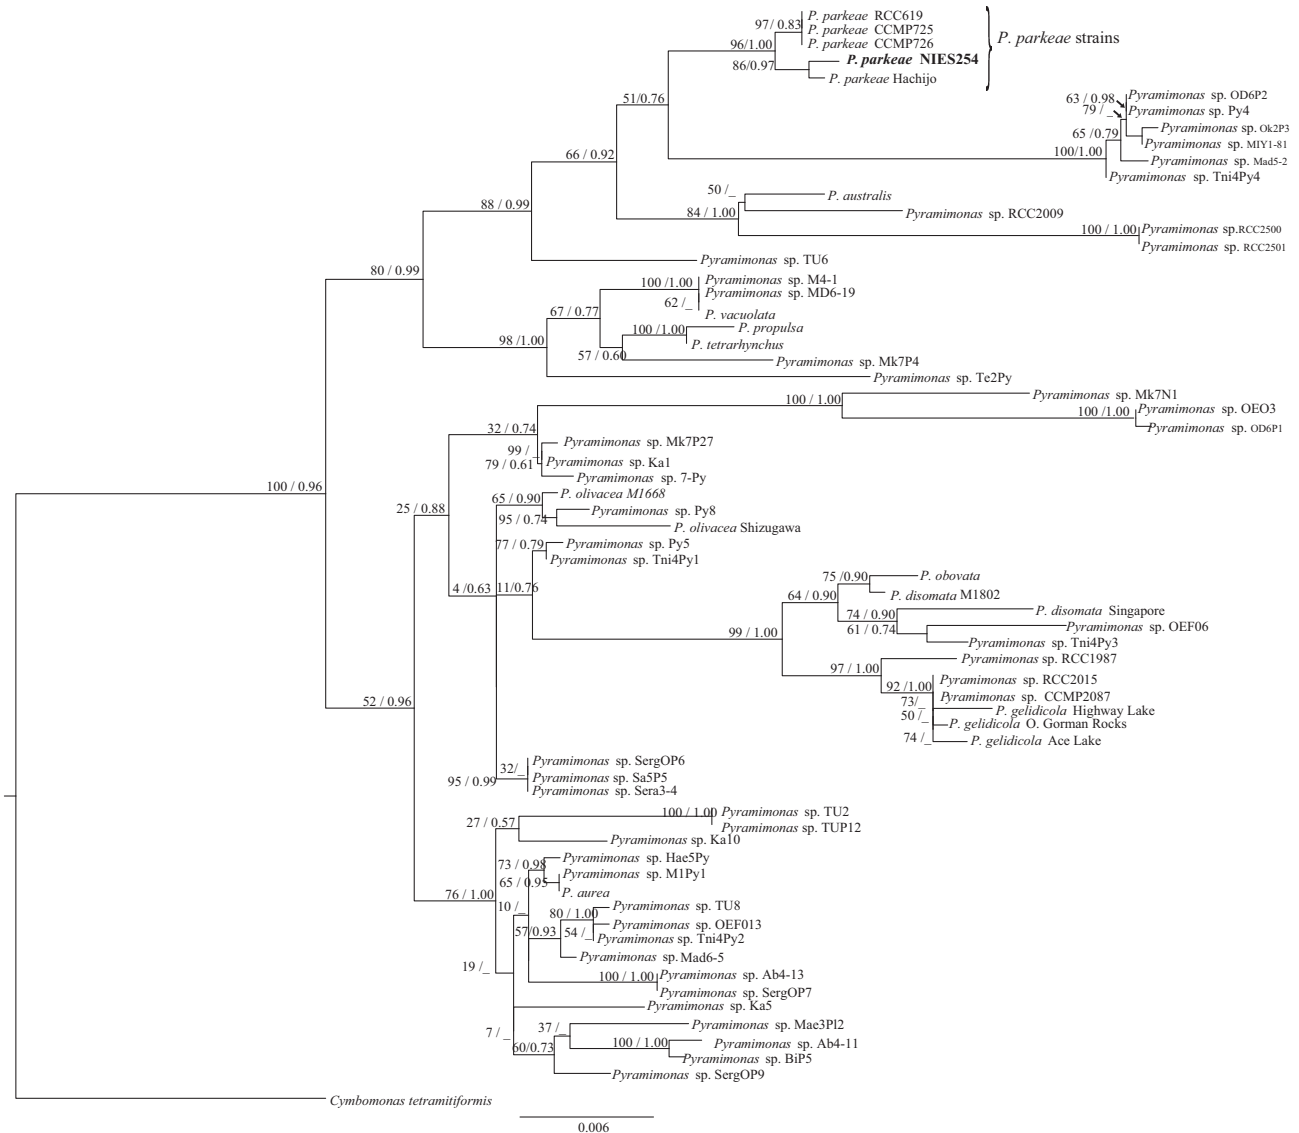 P. parkeae RCC619
97/ 0.83
P. parkeae CCMP725
P. parkeae CCMP726
P. parkeae strains
96/1.00
P. parkeae NIES254
86/0.97
P. parkeae Hachijo
51/0.76
63 / 0.98
Pyramimonas sp. OD6P2
79 / _
Pyramimonas sp. Py4
Pyramimonas sp. Ok2P3
65 / 0.79
Pyramimonas sp. MIY1-81
100/1.00
Pyramimonas sp. Mad5-2
Pyramimonas sp. Tni4Py4
66 / 0.92
50 /_
P. australis
88 / 0.99
84 / 1.00
Pyramimonas sp. RCC2009
100 / 1.00
Pyramimonas sp.RCC2500
Pyramimonas sp. RCC2501
Pyramimonas sp. TU6
80 / 0.99
100 /1.00
Pyramimonas sp. M4-1
Pyramimonas sp. MD6-19
62 /_
67 / 0.77
P. vacuolata
P. propulsa
100 / 1.00
98 /1.00
P. tetrarhynchus
57 / 0.60
Pyramimonas sp. Mk7P4
Pyramimonas sp. Te2Py
Pyramimonas sp. Mk7N1
100 / 1.00
100 /1.00
Pyramimonas sp. OEO3
Pyramimonas sp. OD6P1
32 / 0.74
Pyramimonas sp. Mk7P27
99 / _
79 / 0.61
Pyramimonas sp. Ka1
Pyramimonas sp. 7-Py
100 / 0.96
65 / 0.90
P. olivacea M1668
25 / 0.88
Pyramimonas sp. Py8
95 / 0.74
P. olivacea Shizugawa
77 / 0.79
Pyramimonas sp. Py5
Pyramimonas sp. Tni4Py1
75 /0.90
P. obovata
4 / 0.63
11/0.76
64 / 0.90
P. disomata M1802
P. disomata Singapore
74 / 0.90
Pyramimonas sp. OEF06
61 / 0.74
99 / 1.00
Pyramimonas sp. Tni4Py3
Pyramimonas sp. RCC1987
97 / 1.00
Pyramimonas sp. RCC2015
92 /1.00
Pyramimonas sp. CCMP2087
73/_
52 / 0.96
P. gelidicola Highway Lake
50 /_
P. gelidicola O. Gorman Rocks
74 /_
P. gelidicola Ace Lake
Pyramimonas sp. SergOP6
32/_
Pyramimonas sp. Sa5P5
95 / 0.99
Pyramimonas sp. Sera3-4
100 / 1.00
Pyramimonas sp. TU2
27 / 0.57
Pyramimonas sp. TUP12
Pyramimonas sp. Ka10
Pyramimonas sp. Hae5Py
73 / 0.98
Pyramimonas sp. M1Py1
65 / 0.95
P. aurea
76 / 1.00
10 /_
Pyramimonas sp. TU8
80 / 1.00
Pyramimonas sp. OEF013
57/0.93
54 /_
Pyramimonas sp. Tni4Py2
Pyramimonas sp. Mad6-5
19 /_
100 / 1.00
Pyramimonas sp. Ab4-13
Pyramimonas sp. SergOP7
Pyramimonas sp. Ka5
Pyramimonas sp. Mae3Pl2
7 /_
37 /_
100 / 1.00
Pyramimonas sp. Ab4-11
60/0.73
Pyramimonas sp. BiP5
Pyramimonas sp. SergOP9
Cymbomonas tetramitiformis
0.006